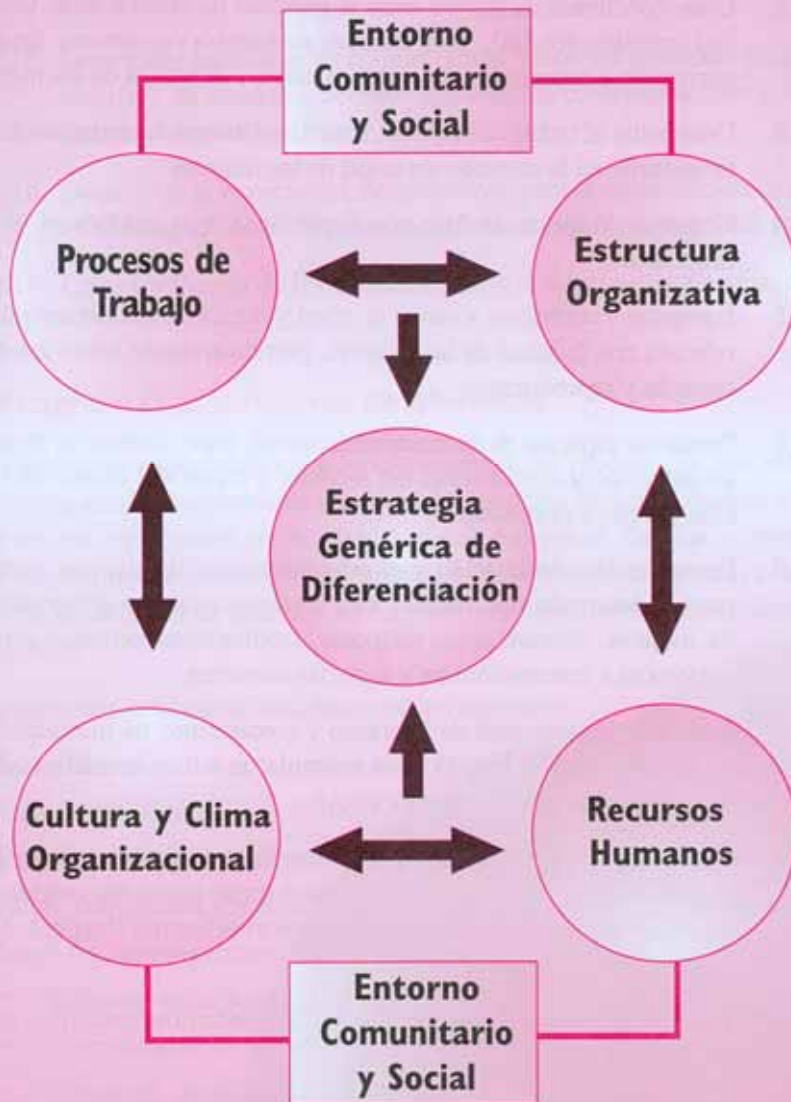 Entorno
Comunitario
y Social
Procesos de
Trabajo
Estructura
Organizativa
Estrategia
Genérica de
Diferenciación
Cultura y Clima
Organizacional
Recursos
Humanos
Entorno
Comunitario
y Social